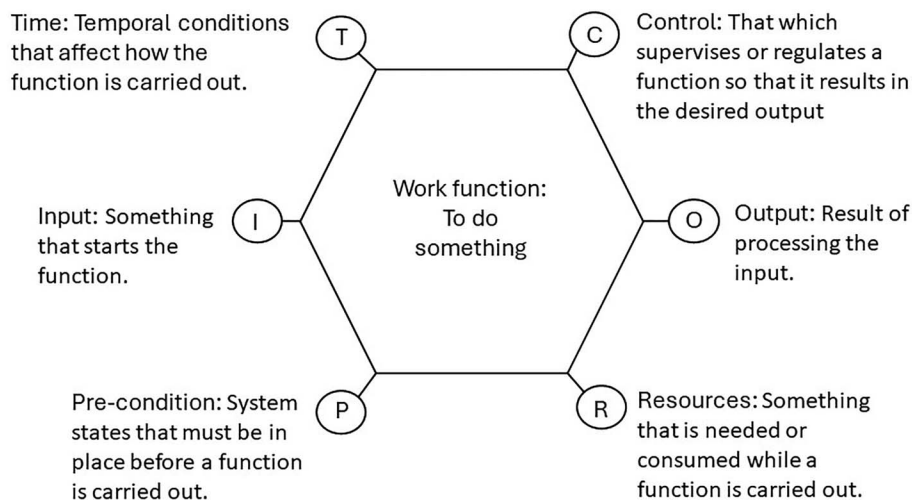 Time: Temporal conditions
that affect how the
function is carried out.
T
C
Control: That which
supervises or regulates a
function so that it results in
the desired output
Input: Something
that starts the
function.
I
Work function:
To do
something
O
Output: Result of
processing the
input.
Pre-condition: System
states that must be in
place before a function
is carried out.
P
R
Resources: Something
that is needed or
consumed while a
function is carried out.